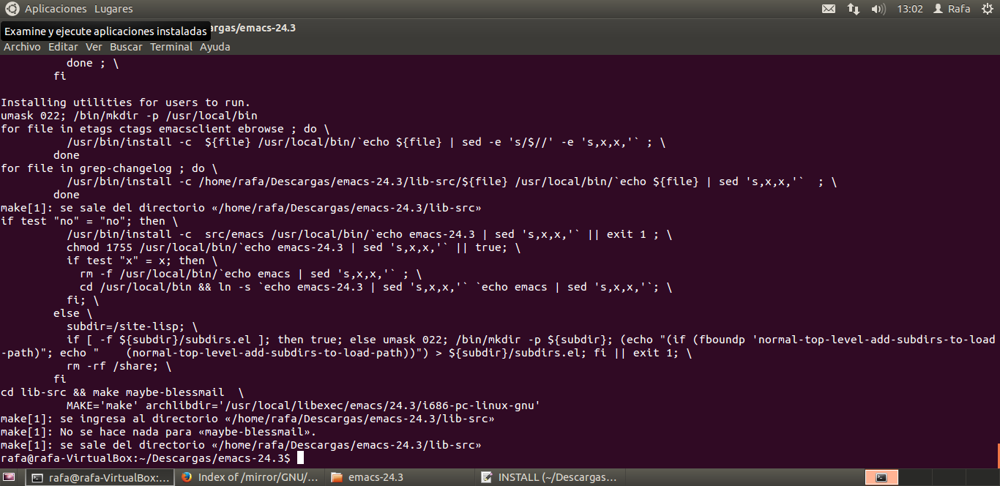 Aplicaciones Lugares 13:02 Rafa
Examine y ejecute aplicaciones instaladas argas/emacs-24.3
Archivo Editar Ver Buscar Terminal Ayuda
          done ; \
        fi

Installing utilities for users to run.
umask 022; /bin/mkdir -p /usr/local/bin
for file in etags ctags emacsclient ebrowse ; do \
          /usr/bin/install -c  ${file} /usr/local/bin/`echo ${file} | sed -e 's/$//' -e 's,x,x,'` ; \
        done
for file in grep-changelog ; do \
          /usr/bin/install -c /home/rafa/Descargas/emacs-24.3/lib-src/${file} /usr/local/bin/`echo ${file} | sed 's,x,x,'`  ; \
        done
make[1]: se sale del directorio «/home/rafa/Descargas/emacs-24.3/lib-src»
if test "no" = "no"; then \
          /usr/bin/install -c  src/emacs /usr/local/bin/`echo emacs-24.3 | sed 's,x,x,'` || exit 1 ; \
          chmod 1755 /usr/local/bin/`echo emacs-24.3 | sed 's,x,x,'` || true; \
          if test "x" = x; then \
            rm -f /usr/local/bin/`echo emacs | sed 's,x,x,'` ; \
            cd /usr/local/bin && ln -s `echo emacs-24.3 | sed 's,x,x,'` `echo emacs | sed 's,x,x,'`; \
          fi; \
        else \
          subdir=/site-lisp; \
          if [ -f ${subdir}/subdirs.el ]; then true; else umask 022; /bin/mkdir -p ${subdir}; (echo "(if (fboundp 'normal-top-level-add-subdirs-to-load
-path)"; echo "    (normal-top-level-add-subdirs-to-load-path))") > ${subdir}/subdirs.el; fi || exit 1; \
          rm -rf /share; \
        fi
cd lib-src && make maybe-blessmail  \
          MAKE='make' archlibdir='/usr/local/libexec/emacs/24.3/i686-pc-linux-gnu'
make[1]: se ingresa al directorio «/home/rafa/Descargas/emacs-24.3/lib-src»
make[1]: No se hace nada para «maybe-blessmail».
make[1]: se sale del directorio «/home/rafa/Descargas/emacs-24.3/lib-src»
rafa@rafa-VirtualBox:~/Descargas/emacs-24.3$
rafa@rafa-VirtualBox:... Index of /mirror/GNU/... emacs-24.3 INSTALL (~/Descargas...